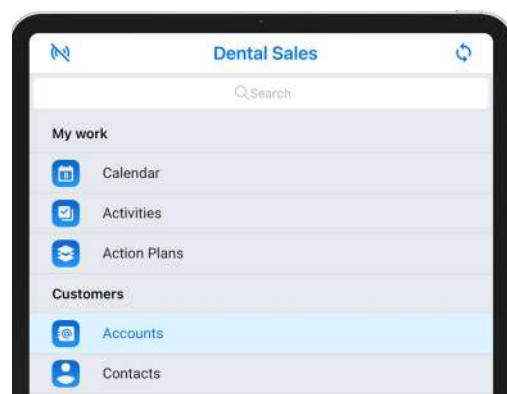 Dental Sales
Search
My work
Calendar
Activities
Action Plans
Customers
Accounts
Contacts